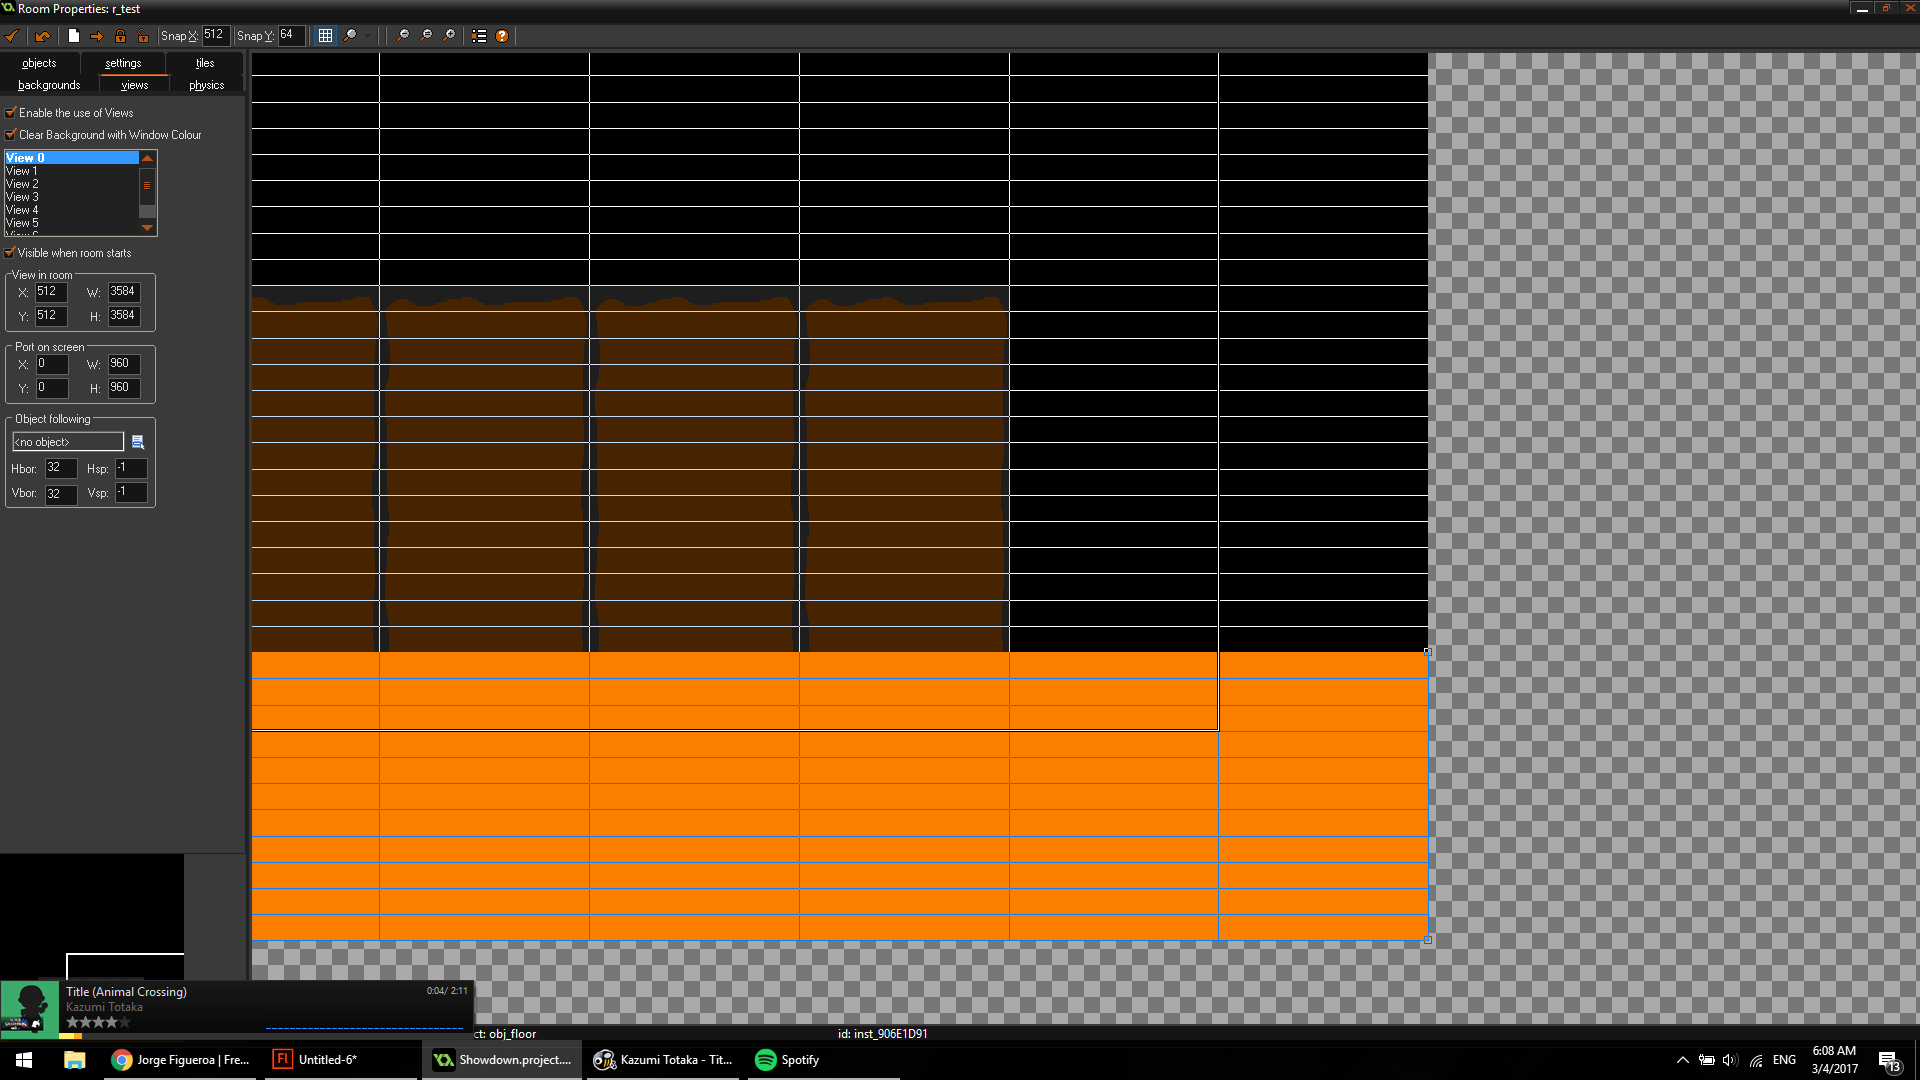 Room Properties: r_test
Snap X: 512 Snap Y: 64
objects settings tiles
backgrounds views physics
Enable the use of Views
Clear Background with Window Colour
View 0
View 1
View 2
View 3
View 4
View 5
Visible when room starts
View in room
X: 512 W: 3584
Y: 512 H: 3584
Port on screen
X: 0 W: 960
Y: 0 H: 960
Object following
<no object>
Hbor: 32 Hsp: -1
Vbor: 32 Vsp: -1
Title (Animal Crossing) 0:04/ 2:11
Kazumi Totaka
ct: obj_floor id: inst_906E1D91
Jorge Figueroa | Fre... Fl Untitled-6* Showdown.project.... Kazumi Totaka - Tit... Spotify ENG 6:08 AM
3/4/2017 13